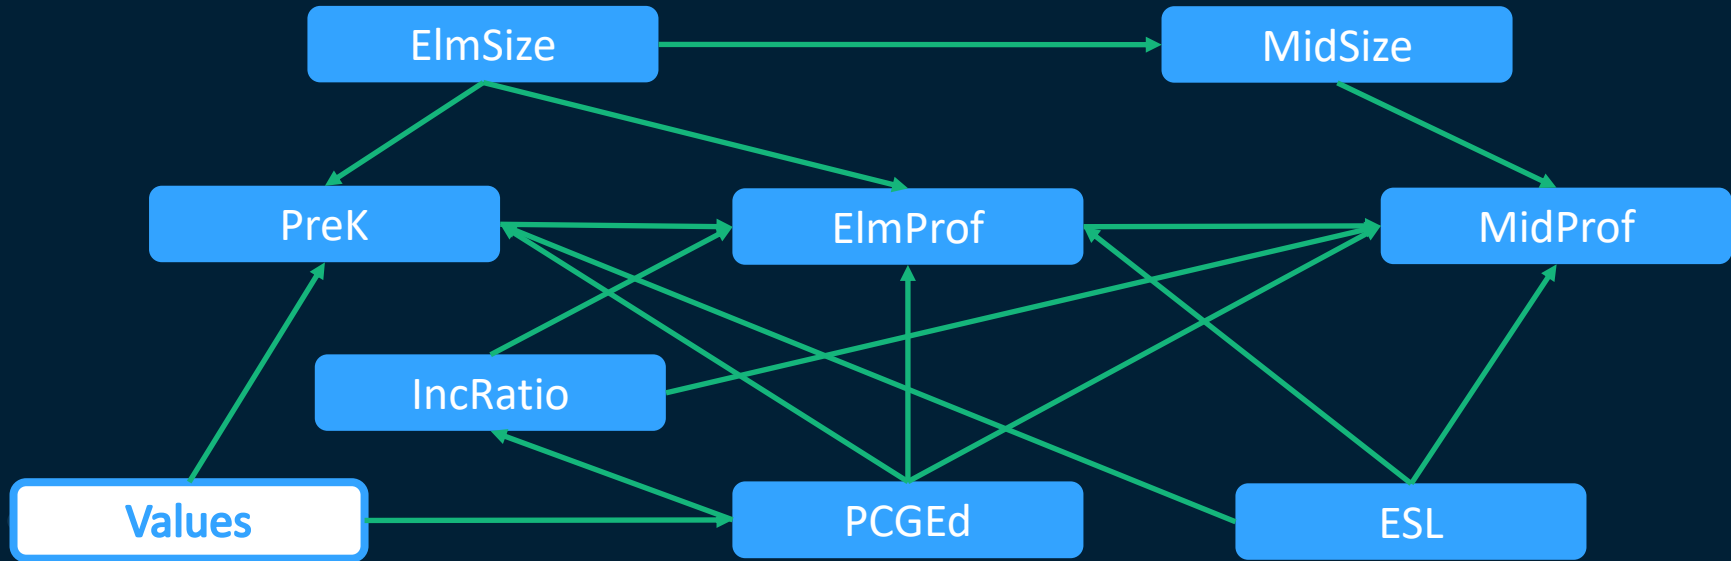 ElmSize
MidSize
PreK
ElmProf
MidProf
IncRatio
Values
PCGEd
ESL